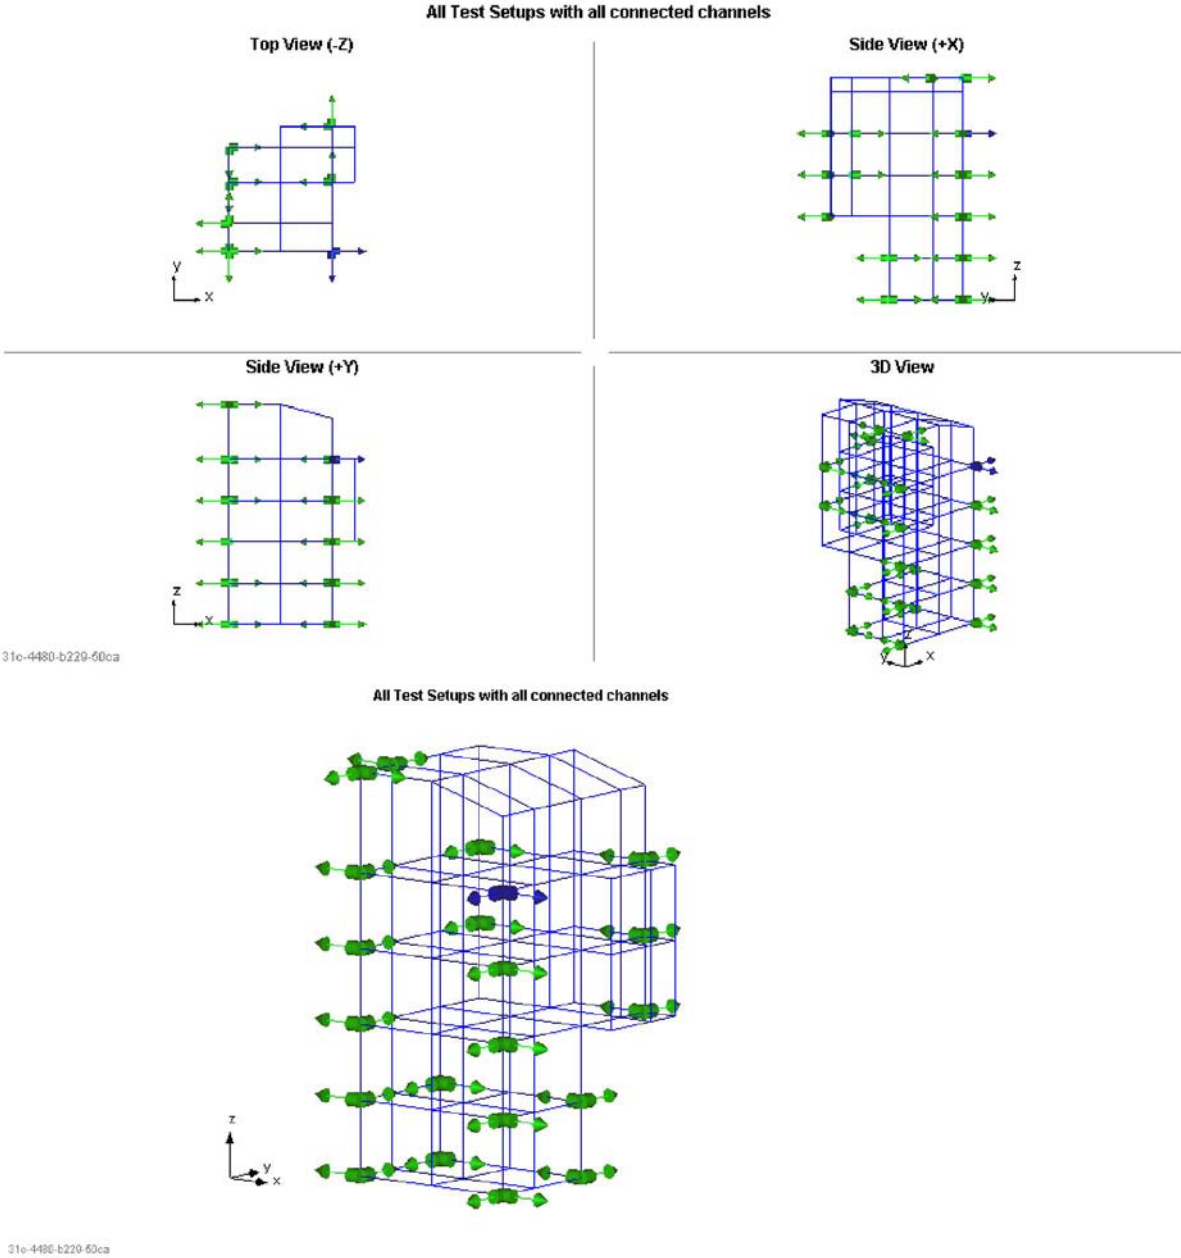 All Test Setups with all connected channels
Top View (-Z)
Side View (+X)
y
x
z
y
Side View (+Y)
3D View
z
x
z
y
x
31c-4480-b229-50ca
All Test Setups with all connected channels
z
y
x
31c-4480-b229-50ca